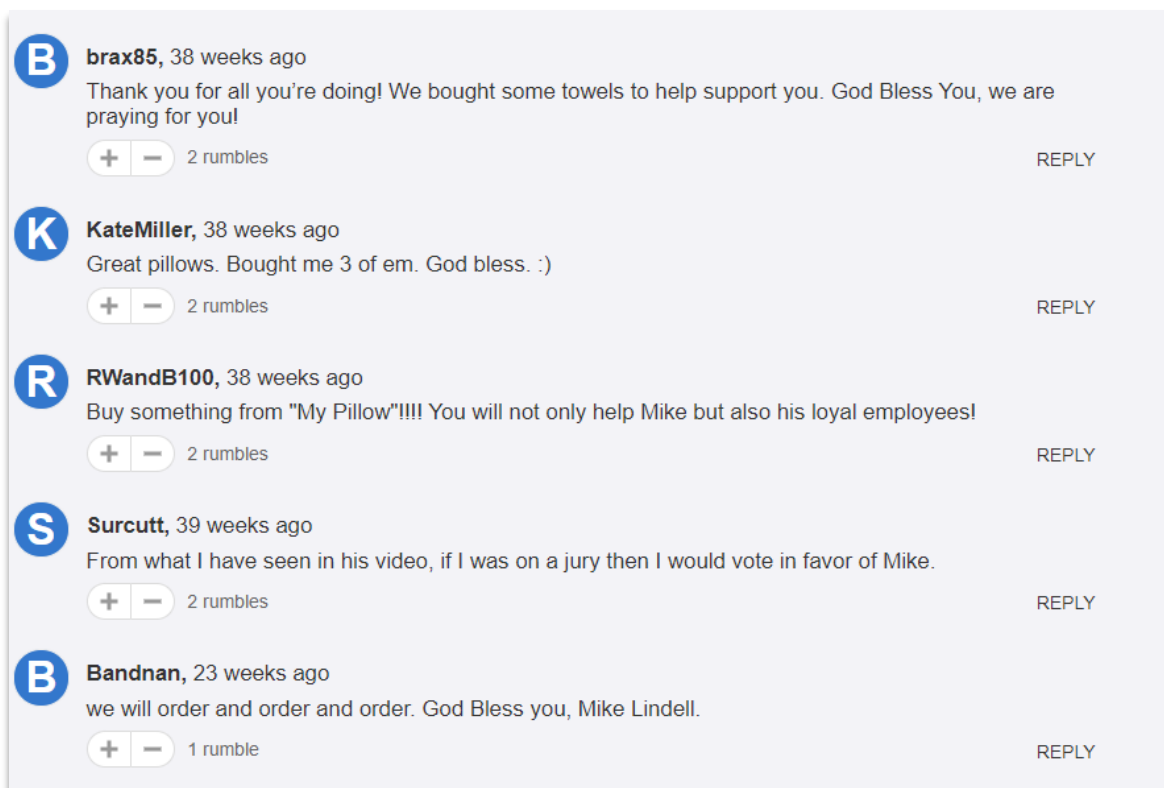 B
brax85, 38 weeks ago
Thank you for all you’re doing! We bought some towels to help support you. God Bless You, we are
praying for you!
+ − 2 rumbles REPLY
K
KateMiller, 38 weeks ago
Great pillows. Bought me 3 of em. God bless. :)
+ − 2 rumbles REPLY
R
RWandB100, 38 weeks ago
Buy something from "My Pillow"!!!! You will not only help Mike but also his loyal employees!
+ − 2 rumbles REPLY
S
Surcutt, 39 weeks ago
From what I have seen in his video, if I was on a jury then I would vote in favor of Mike.
+ − 2 rumbles REPLY
B
Bandnan, 23 weeks ago
we will order and order and order. God Bless you, Mike Lindell.
+ − 1 rumble REPLY